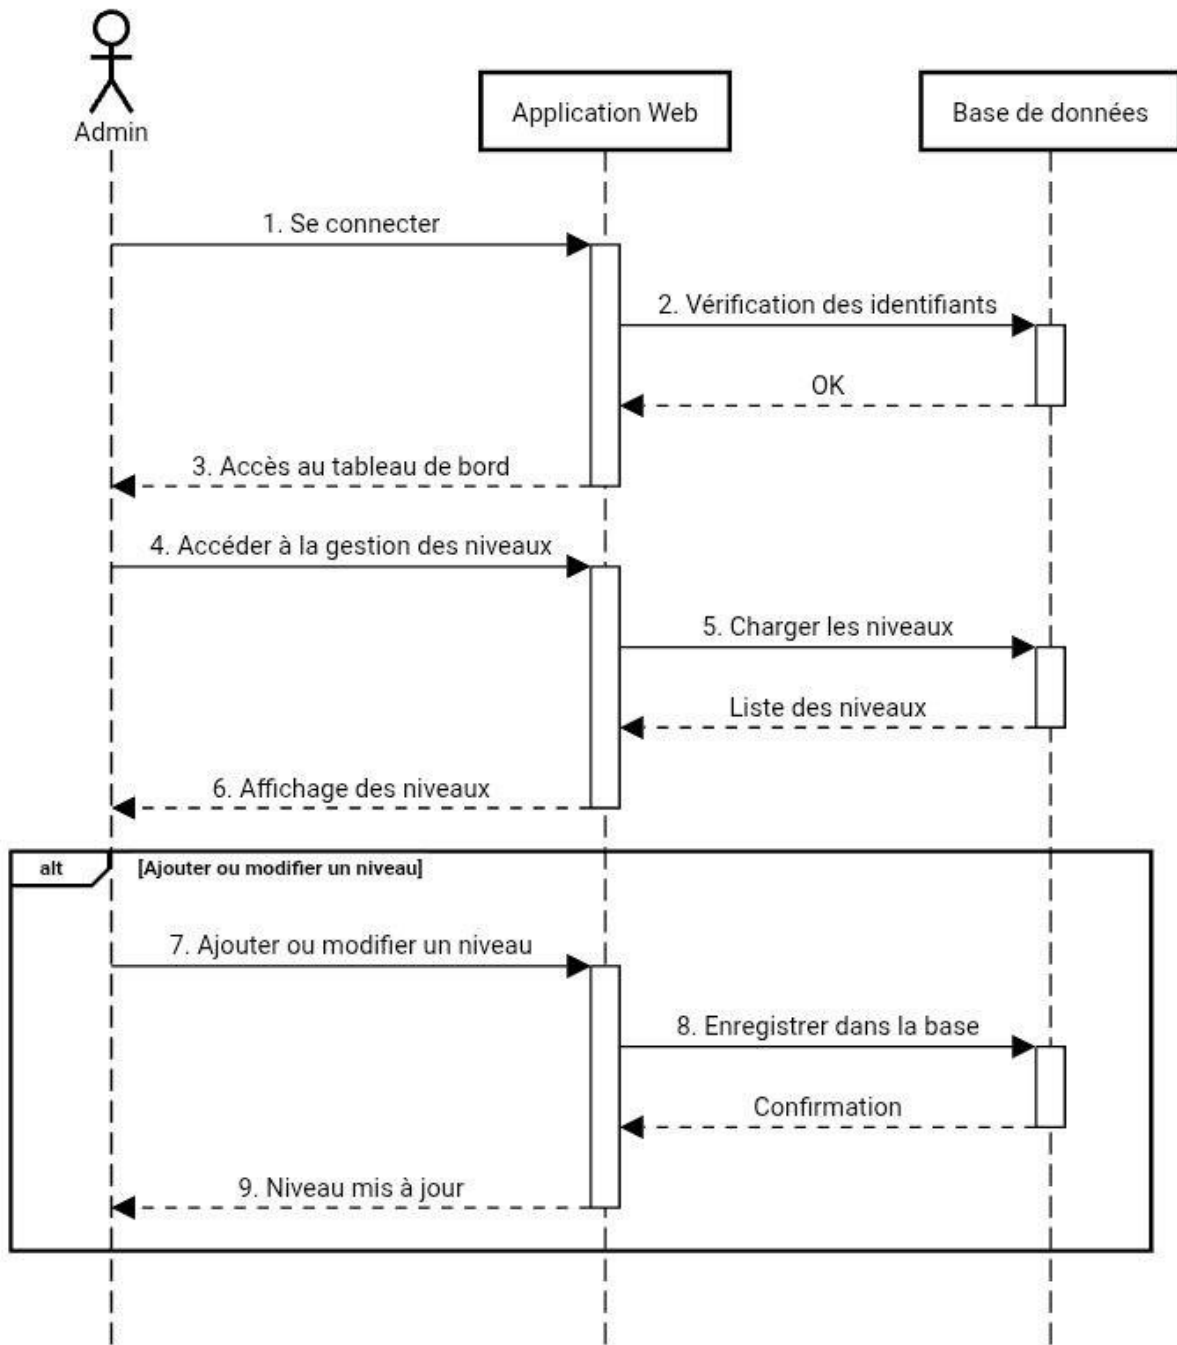 Admin
Application Web
Base de données
1. Se connecter
2. Vérification des identifiants
OK
3. Accès au tableau de bord
4. Accéder à la gestion des niveaux
5. Charger les niveaux
Liste des niveaux
6. Affichage des niveaux
alt
[Ajouter ou modifier un niveau]
7. Ajouter ou modifier un niveau
8. Enregistrer dans la base
Confirmation
9. Niveau mis à jour